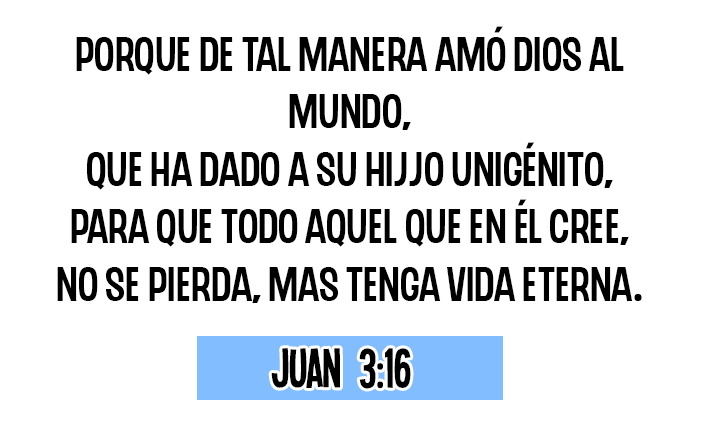 PORQUE DE TAL MANERA AMÓ DIOS AL
MUNDO,
QUE HA DADO A SU HIJJO UNIGÉNITO,
PARA QUE TODO AQUEL QUE EN ÉL CREE,
NO SE PIERDA, MAS TENGA VIDA ETERNA.
JUAN 3:16